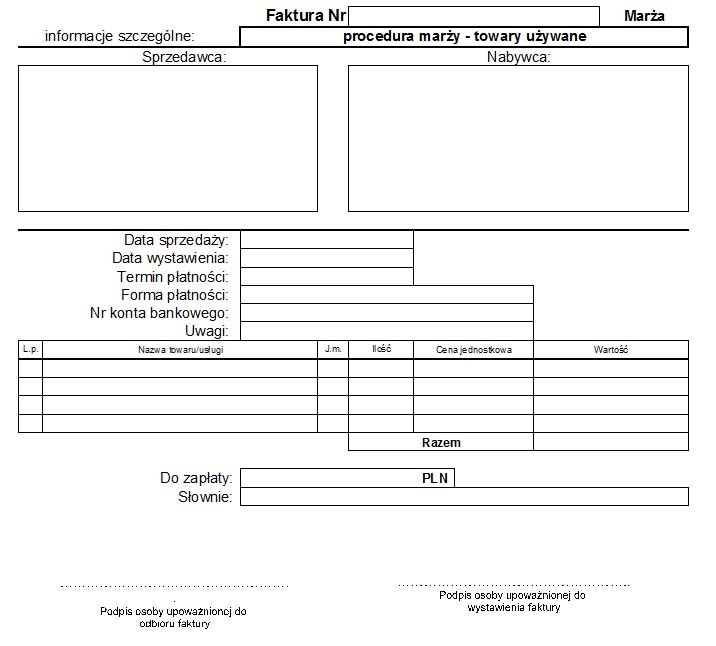 Faktura Nr Marża
informacje szczególne: procedura marży - towary używane
Sprzedawca: Nabywca:
Data sprzedaży:
Data wystawienia:
Termin płatności:
Forma płatności:
Nr konta bankowego:
Uwagi:
L.p. Nazwa towaru/usługi J.m. Ilość Cena jednostkowa Wartość
Razem
Do zapłaty: PLN
Słownie:
Podpis osoby upoważnionej do
odbioru faktury
Podpis osoby upoważnionej do
wystawienia faktury